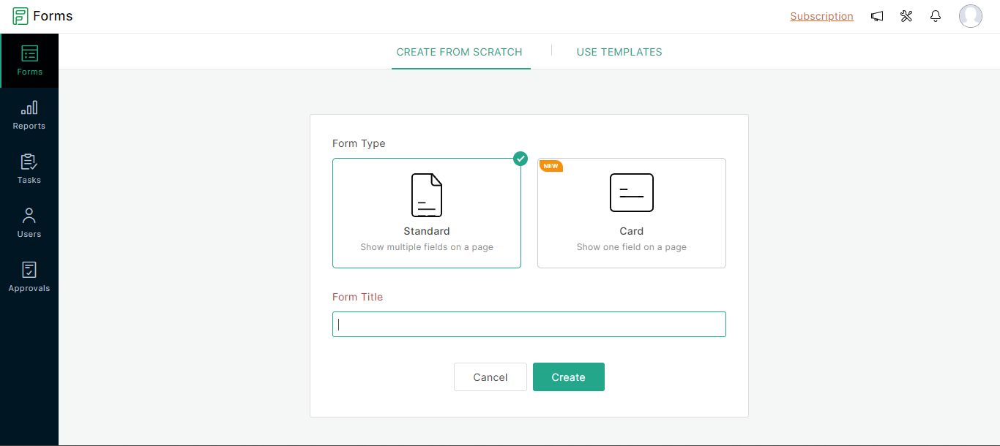 Forms
Subscription
CREATE FROM SCRATCH
USE TEMPLATES
Forms
Reports
Tasks
Users
Approvals
Form Type
Standard
Show multiple fields on a page
NEW
Card
Show one field on a page
Form Title
Cancel
Create